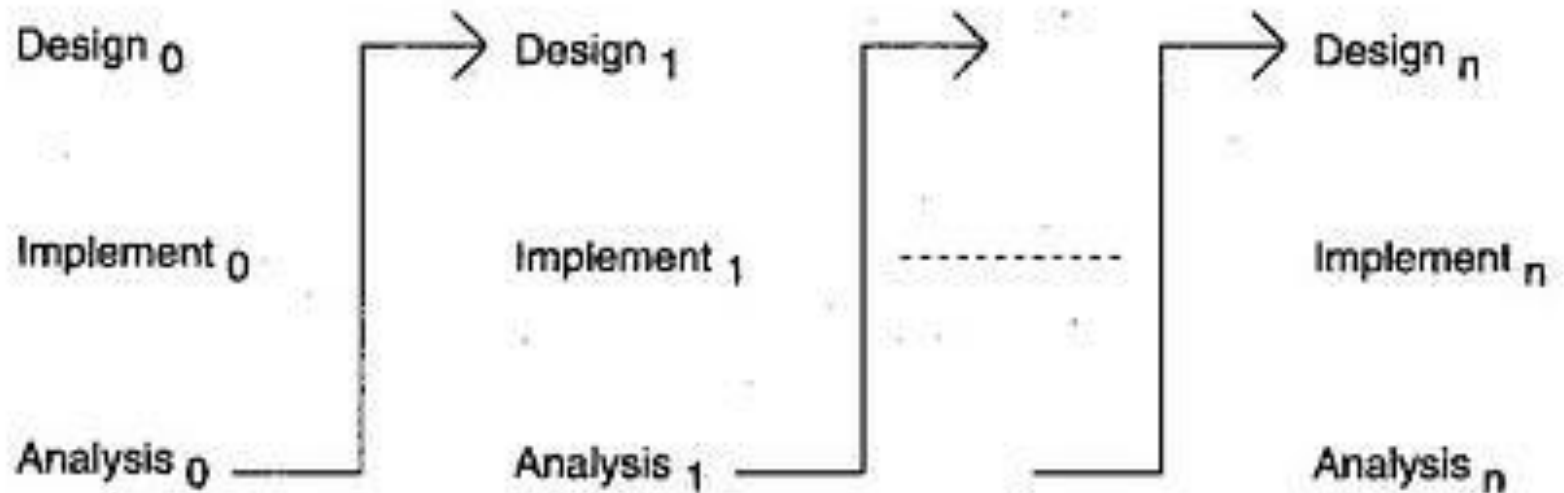 Design 0 Design 1 Design n
Implement 0 Implement 1 Implement n
Analysis 0 Analysis 1 Analysis n